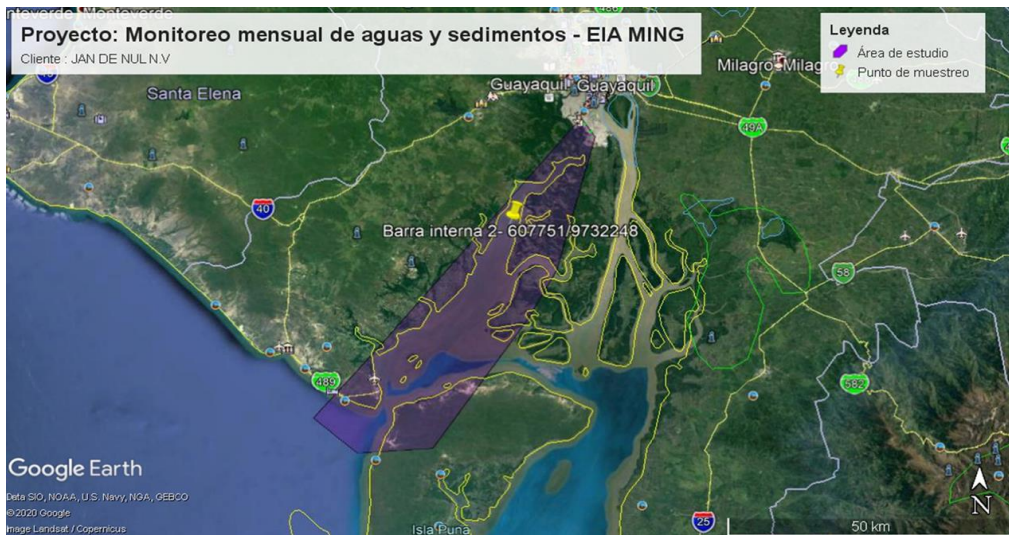 nteverde Monteverde
Proyecto: Monitoreo mensual de aguas y sedimentos - EIA MING
Cliente : JAN DE NUL N.V
Leyenda
Área de estudio
Punto de muestreo
Santa Elena
Guayaquil Guayaquil
Milagro Milagro
49A
40
Barra interna 2- 607751/9732248
58
489
582
Google Earth
Data SIO, NOAA, U.S. Navy, NGA, GEBCO
©2020 Google
Image Landsat / Copernicus
Isla Puná
25
50 km
N